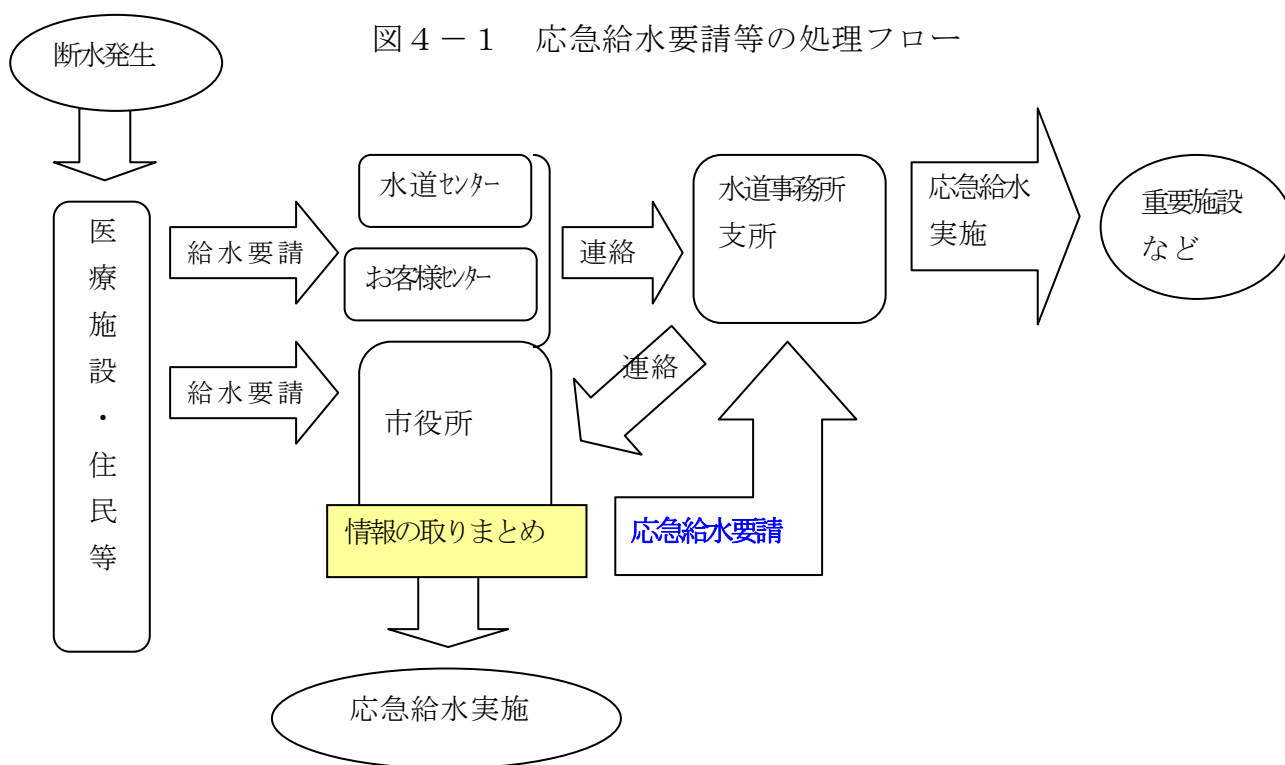 図4－1　応急給水要請等の処理フロー
断水発生
医療施設・住民等
給水要請
給水要請
水道センター
お客様センター
市役所
情報の取りまとめ
応急給水実施
連絡
連絡
応急給水要請
水道事務所
支所
応急給水
実施
重要施設
など